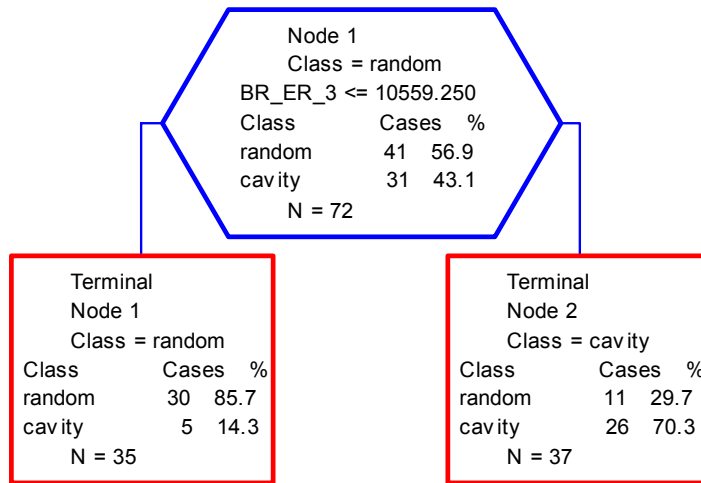 Node 1
Class = random
BR_ER_3 <= 10559.250
Class Cases %
random 41 56.9
cavity 31 43.1
N = 72
Terminal
Node 1
Class = random
Class Cases %
random 30 85.7
cavity 5 14.3
N = 35
Terminal
Node 2
Class = cavity
Class Cases %
random 11 29.7
cavity 26 70.3
N = 37